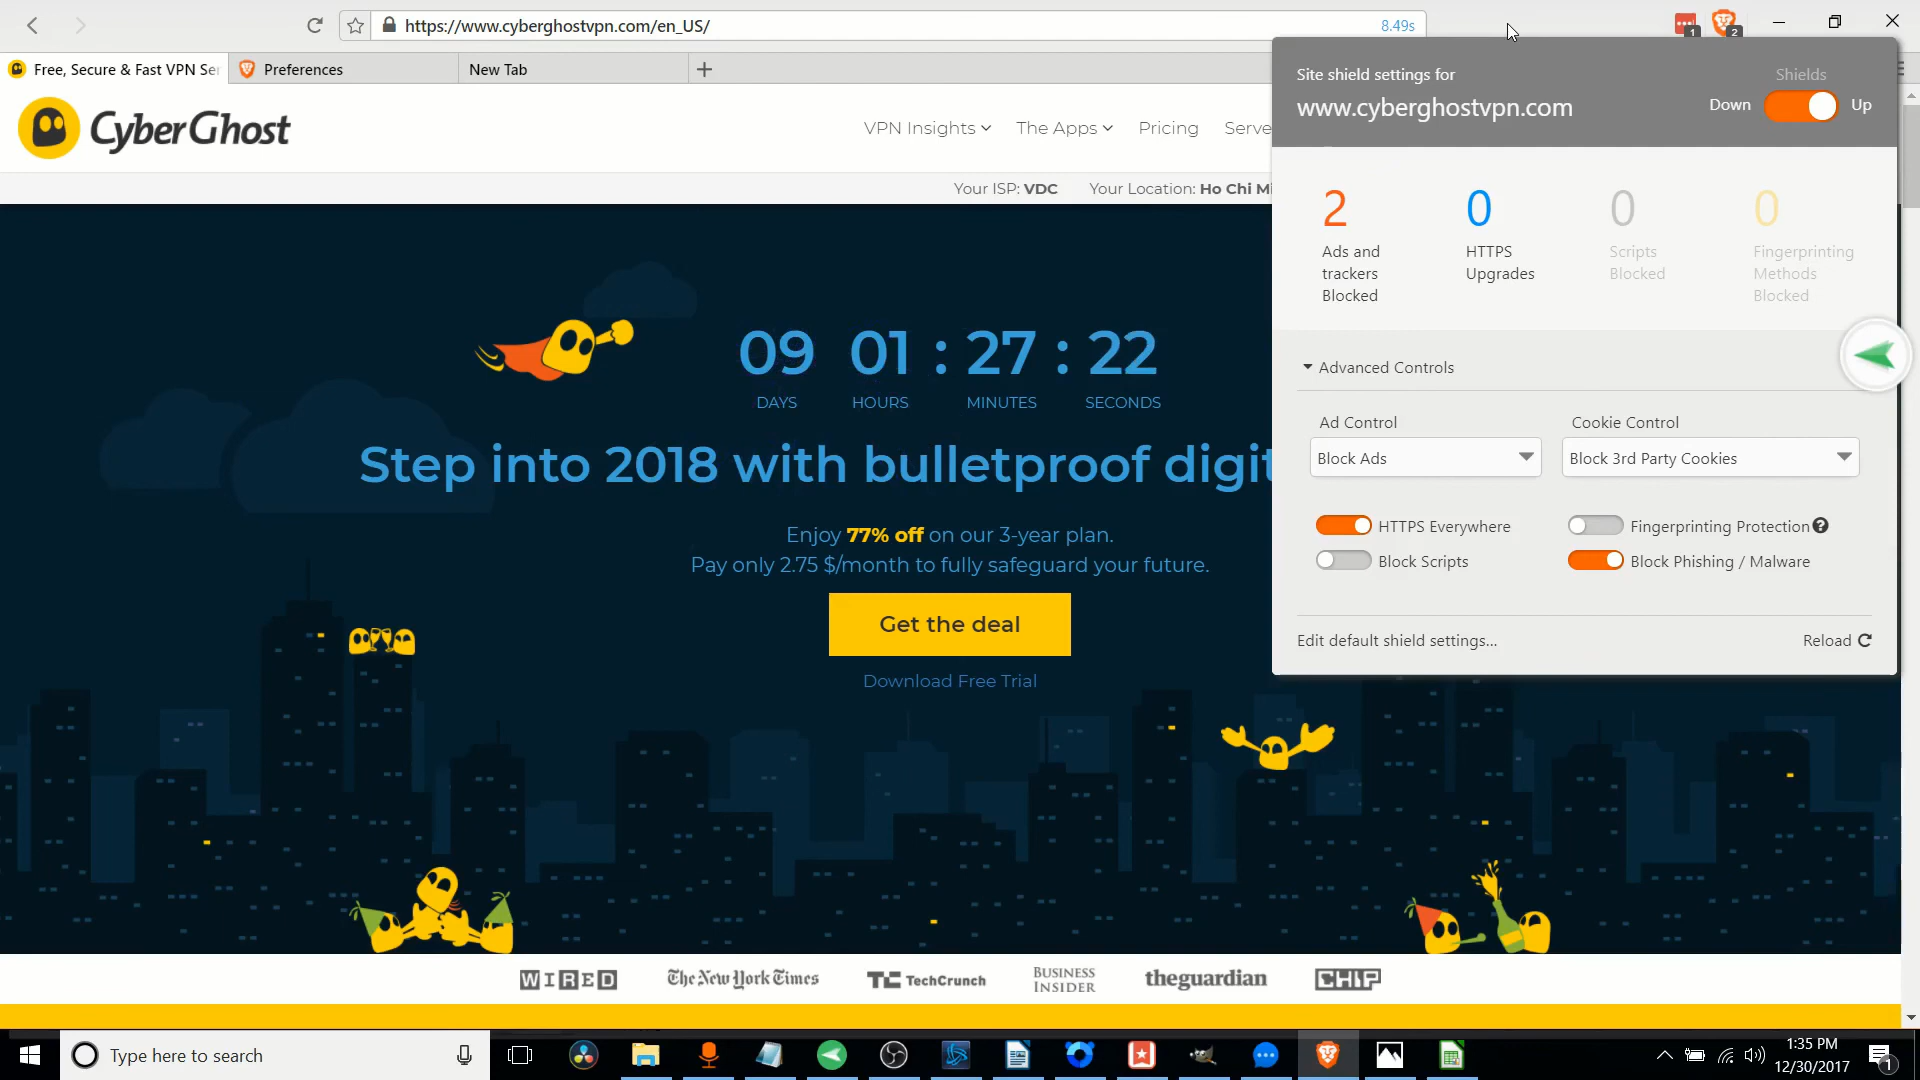 https://www.cyberghostvpn.com/en_US/
8.49s
1
2
Free, Secure & Fast VPN Ser
Preferences
New Tab
CyberGhost
VPN Insights
The Apps
Pricing
Serve
Your ISP: VDC
Your Location: Ho Chi Mi
09 01 : 27 : 22
DAYS HOURS MINUTES SECONDS
Step into 2018 with bulletproof digit
Enjoy 77% off on our 3-year plan.
Pay only 2.75 $/month to fully safeguard your future.
Get the deal
Download Free Trial
Site shield settings for
www.cyberghostvpn.com
Shields
Down
Up
2
Ads and
trackers
Blocked
0
HTTPS
Upgrades
0
Scripts
Blocked
0
Fingerprinting
Methods
Blocked
Advanced Controls
Ad Control
Block Ads
Cookie Control
Block 3rd Party Cookies
HTTPS Everywhere
Fingerprinting Protection
Block Scripts
Block Phishing / Malware
Edit default shield settings...
Reload
WIRED
The New York Times
TC TechCrunch
BUSINESS
INSIDER
theguardian
CHIP
Type here to search
1:35 PM
12/30/2017
1